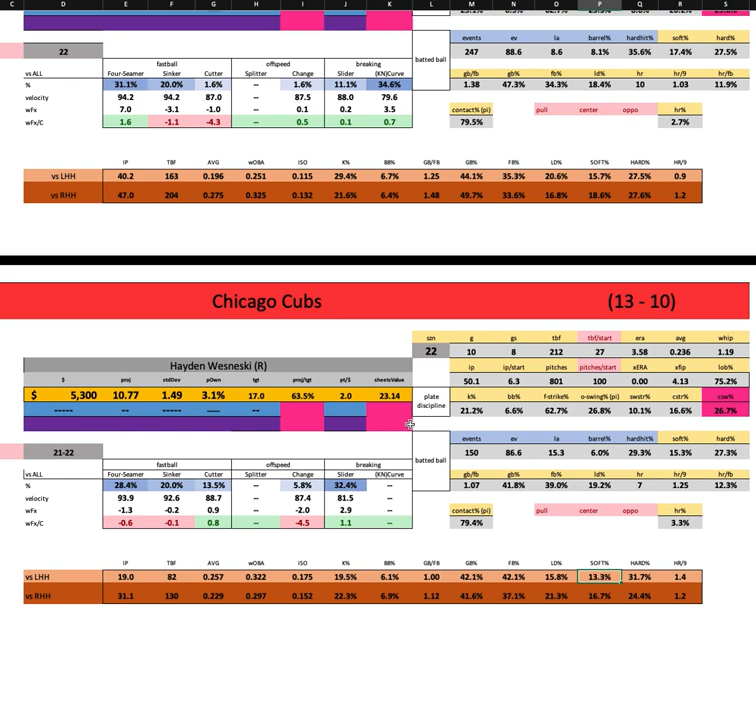 C D E F G H I J K L M N O P Q R S
events ev la barrel% hardhit% soft% hard%
22 batted ball 247 88.6 8.6 8.1% 35.6% 17.4% 27.5%
fastball offspeed breaking gb/fb gb% fb% ld% hr hr/9 hr/fb
vs ALL Four-Seamer Sinker Cutter Splitter Change Slider (KN)Curve 1.38 47.3% 34.3% 18.4% 10 1.03 11.9%
% 31.1% 20.0% 1.6% -- 1.6% 11.1% 34.6%
velocity 94.2 94.2 87.0 -- 87.5 88.0 79.6
wFx 7.0 -3.1 -1.0 -- 0.1 0.2 3.5 contact% (pi) pull center oppo hr%
wFx/C 1.6 -1.1 -4.3 -- 0.5 0.1 0.7 79.5% 2.7%
IP TBF AVG wOBA ISO K% BB% GB/FB GB% FB% LD% SOFT% HARD% HR/9
vs LHH 40.2 163 0.196 0.251 0.115 29.4% 6.7% 1.25 44.1% 35.3% 20.6% 15.7% 27.5% 0.9
vs RHH 47.0 204 0.275 0.325 0.132 21.6% 6.4% 1.48 49.7% 33.6% 16.8% 18.6% 27.6% 1.2
Chicago Cubs (13 - 10)
szn g gs tbf tbf/start era avg whip
22 10 8 212 27 3.58 0.236 1.19
Hayden Wesneski (R) ip ip/start pitches pitches/start xERA xfip lob%
$ proj stdDev pOwn tgt proj/tgt pt/$ sheetsValue 50.1 6.3 801 100 0.00 4.13 75.2%
$ 5,300 10.77 1.49 3.1% 17.0 63.5% 2.0 23.14 plate discipline k% bb% f-strike% o-swing% (pi) swstr% cstr% csw%
----- -- ----- ---- -- 21.2% 6.6% 62.7% 26.8% 10.1% 16.6% 26.7%
events ev la barrel% hardhit% soft% hard%
21-22 batted ball 150 86.6 15.3 6.0% 29.3% 15.3% 27.3%
fastball offspeed breaking gb/fb gb% fb% ld% hr hr/9 hr/fb
vs ALL Four-Seamer Sinker Cutter Splitter Change Slider (KN)Curve 1.07 41.8% 39.0% 19.2% 7 1.25 12.3%
% 28.4% 20.0% 13.5% -- 5.8% 32.4% --
velocity 93.9 92.6 88.7 -- 87.4 81.5 --
wFx -1.3 -0.2 0.9 -- -2.0 2.9 -- contact% (pi) pull center oppo hr%
wFx/C -0.6 -0.1 0.8 -- -4.5 1.1 -- 79.4% 3.3%
IP TBF AVG wOBA ISO K% BB% GB/FB GB% FB% LD% SOFT% HARD% HR/9
vs LHH 19.0 82 0.257 0.322 0.175 19.5% 6.1% 1.00 42.1% 42.1% 15.8% 13.3% 31.7% 1.4
vs RHH 31.1 130 0.229 0.297 0.152 22.3% 6.9% 1.12 41.6% 37.1% 21.3% 16.7% 24.4% 1.2